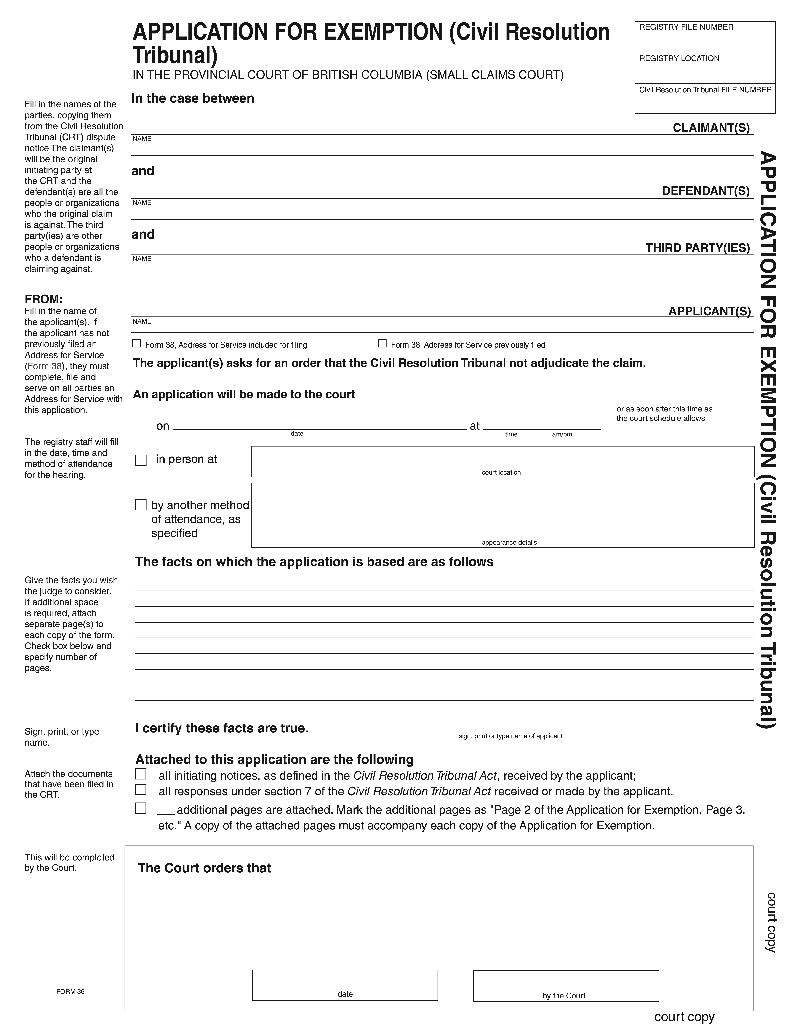 APPLICATION FOR EXEMPTION (Civil Resolution
Tribunal)
IN THE PROVINCIAL COURT OF BRITISH COLUMBIA (SMALL CLAIMS COURT)
REGISTRY FILE NUMBER
REGISTRY LOCATION
Civil Resolution Tribunal FILE NUMBER
In the case between
Fill in the names of the
parties, copying them
from the Civil Resolution
Tribunal (CRT) dispute
notice The claimant(s)
will be the original
initiating party at
the CRT and the
defendant(s) are all the
people or organizations
who the original claim
is against. The third
party(ies) are other
people or organizations
who a defendant is
claiming against.
CLAIMANT(S)
NAME
and
DEFENDANT(S)
NAME
and
THIRD PARTY(IES)
NAME
FROM:
Fill in the name of
the applicant(s). If
the applicant has not
previously filed an
Address for Service
(Form 38), they must
complete, file and
serve on all parties an
Address for Service with
this application.
APPLICANT(S)
NAME
Form 38, Address for Service included for filing
Form 38 Address for Service previously filed
The applicant(s) asks for an order that the Civil Resolution Tribunal not adjudicate the claim.
An application will be made to the court
on
date
at
time
am/pm
or as soon after this time as
the court schedule allows
The registry staff will fill
in the date, time and
method of attendance
for the hearing.
in person at
court location
by another method
of attendance, as
specified
appearance details
The facts on which the application is based are as follows
Give the facts you wish
the judge to consider.
If additional space
is required, attach
separate page(s) to
each copy of the form.
Check box below and
specify number of
pages.
Sign, print, or type
name.
I certify these facts are true.
sign, print or type name of applicant
Attached to this application are the following
Attach the documents
that have been filed in
the CRT.
all initiating notices, as defined in the Civil Resolution Tribunal Act, received by the applicant;
all responses under section 7 of the Civil Resolution Tribunal Act received or made by the applicant.
___ additional pages are attached. Mark the additional pages as "Page 2 of the Application for Exemption, Page 3,
etc." A copy of the attached pages must accompany each copy of the Application for Exemption.
This will be completed
by the Court.
The Court orders that
date
by the Court
FORM 36
court copy
APPLICATION FOR EXEMPTION (Civil Resolution Tribunal)
court copy